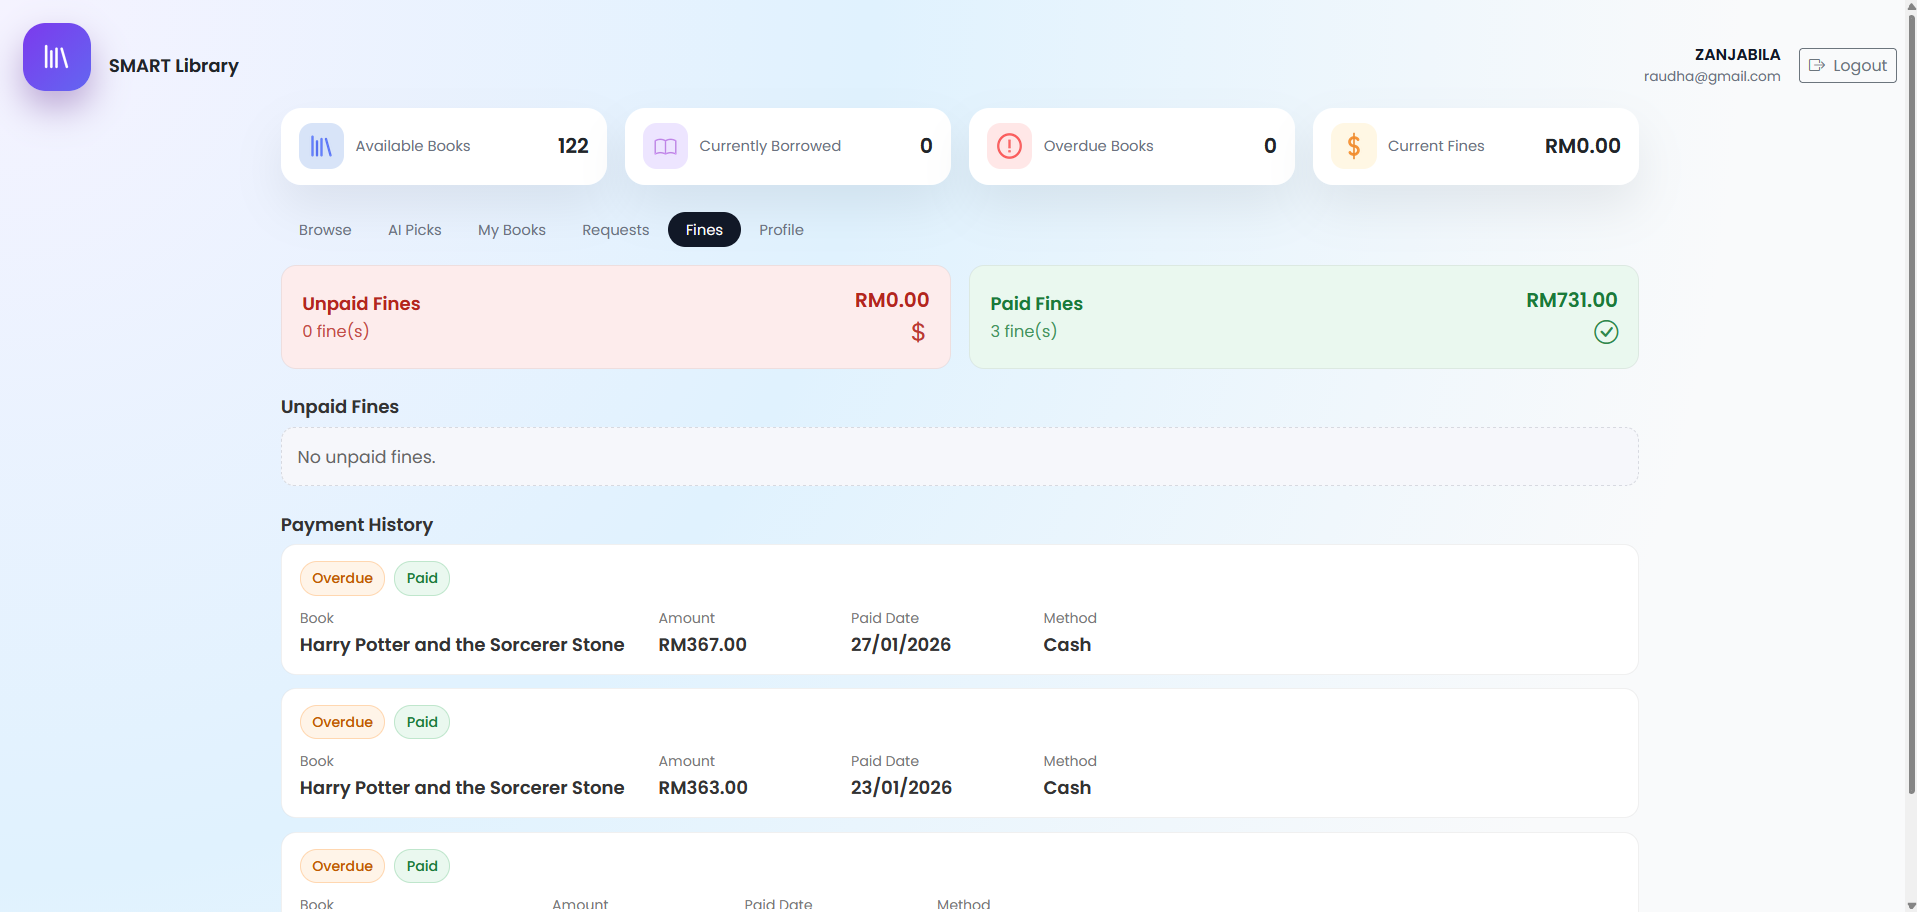 SMART Library
ZANJABILA
raudha@gmail.com
Logout
Available Books 122
Currently Borrowed 0
Overdue Books 0
$ Current Fines RM0.00
Browse AI Picks My Books Requests Fines Profile
Unpaid Fines RM0.00
0 fine(s) $
Paid Fines RM731.00
3 fine(s)
Unpaid Fines
No unpaid fines.
Payment History
Overdue Paid
Book Amount Paid Date Method
Harry Potter and the Sorcerer Stone RM367.00 27/01/2026 Cash
Overdue Paid
Book Amount Paid Date Method
Harry Potter and the Sorcerer Stone RM363.00 23/01/2026 Cash
Overdue Paid
Book Amount Paid Date Method